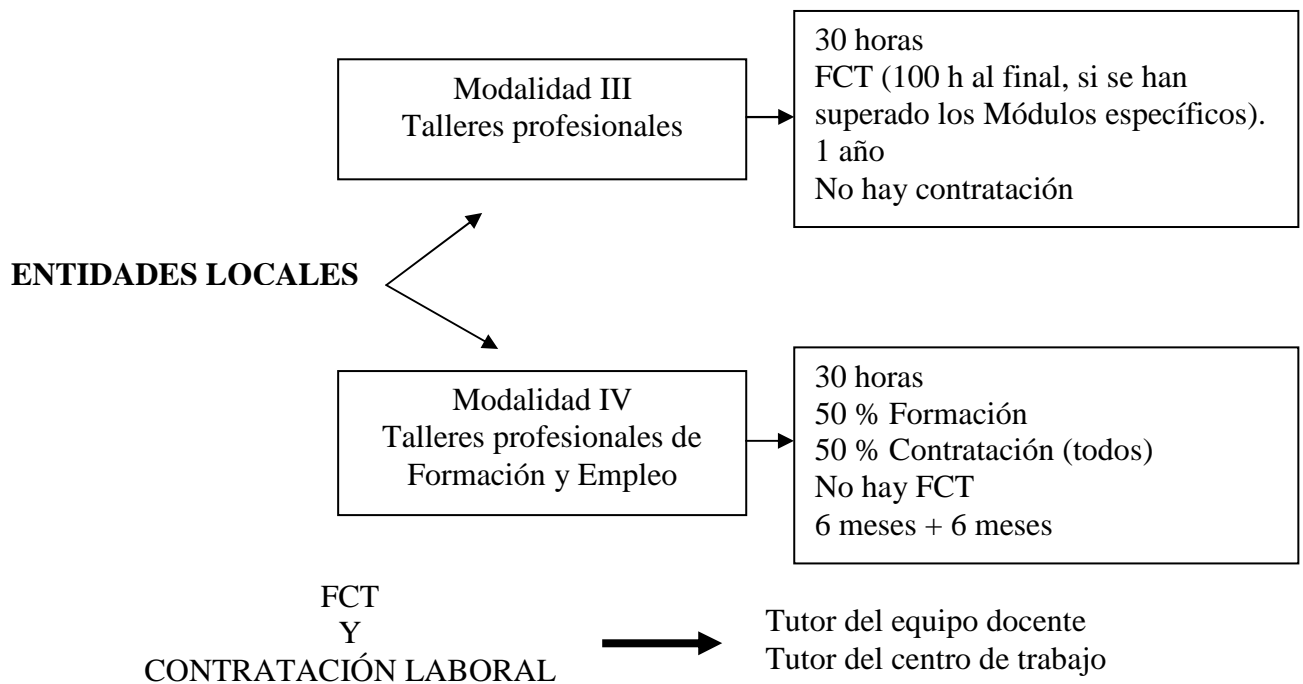 Modalidad III
Talleres profesionales
30 horas
FCT (100 h al final, si se han
superado los Módulos específicos).
1 año
No hay contratación
ENTIDADES LOCALES
Modalidad IV
Talleres profesionales de
Formación y Empleo
30 horas
50 % Formación
50 % Contratación (todos)
No hay FCT
6 meses + 6 meses
FCT
Y
CONTRATACIÓN LABORAL
Tutor del equipo docente
Tutor del centro de trabajo